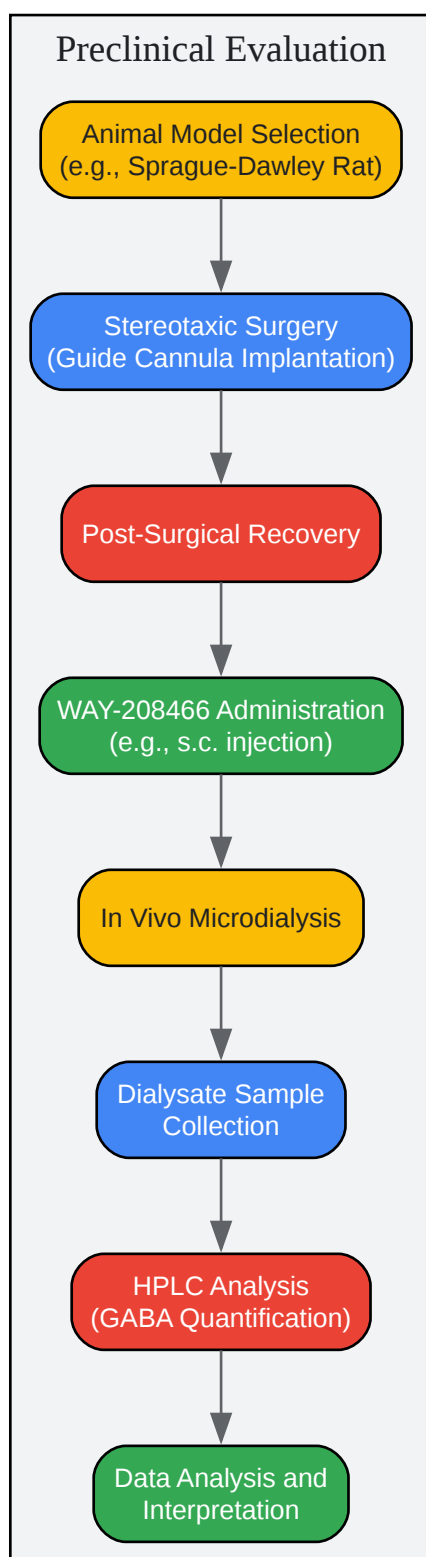 Preclinical Evaluation
Animal Model Selection
(e.g., Sprague-Dawley Rat)
Stereotaxic Surgery
(Guide Cannula Implantation)
Post-Surgical Recovery
WAY-208466 Administration
(e.g., s.c. injection)
In Vivo Microdialysis
Dialysate Sample
Collection
HPLC Analysis
(GABA Quantification)
Data Analysis and
Interpretation